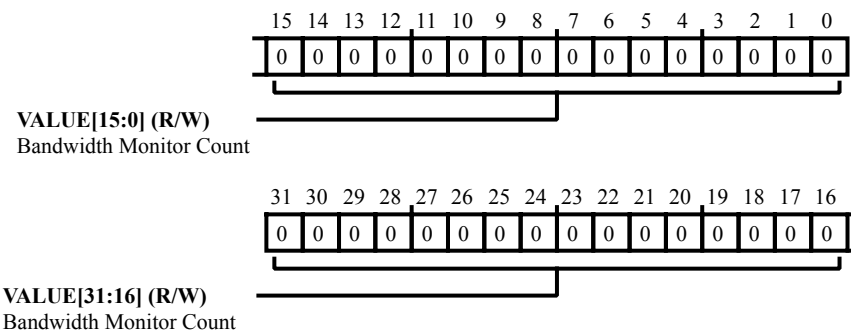 15 14 13 12 11 10 9 8 7 6 5 4 3 2 1 0
0 0 0 0 0 0 0 0 0 0 0 0 0 0 0 0
VALUE[15:0] (R/W)
Bandwidth Monitor Count
31 30 29 28 27 26 25 24 23 22 21 20 19 18 17 16
0 0 0 0 0 0 0 0 0 0 0 0 0 0 0 0
VALUE[31:16] (R/W)
Bandwidth Monitor Count